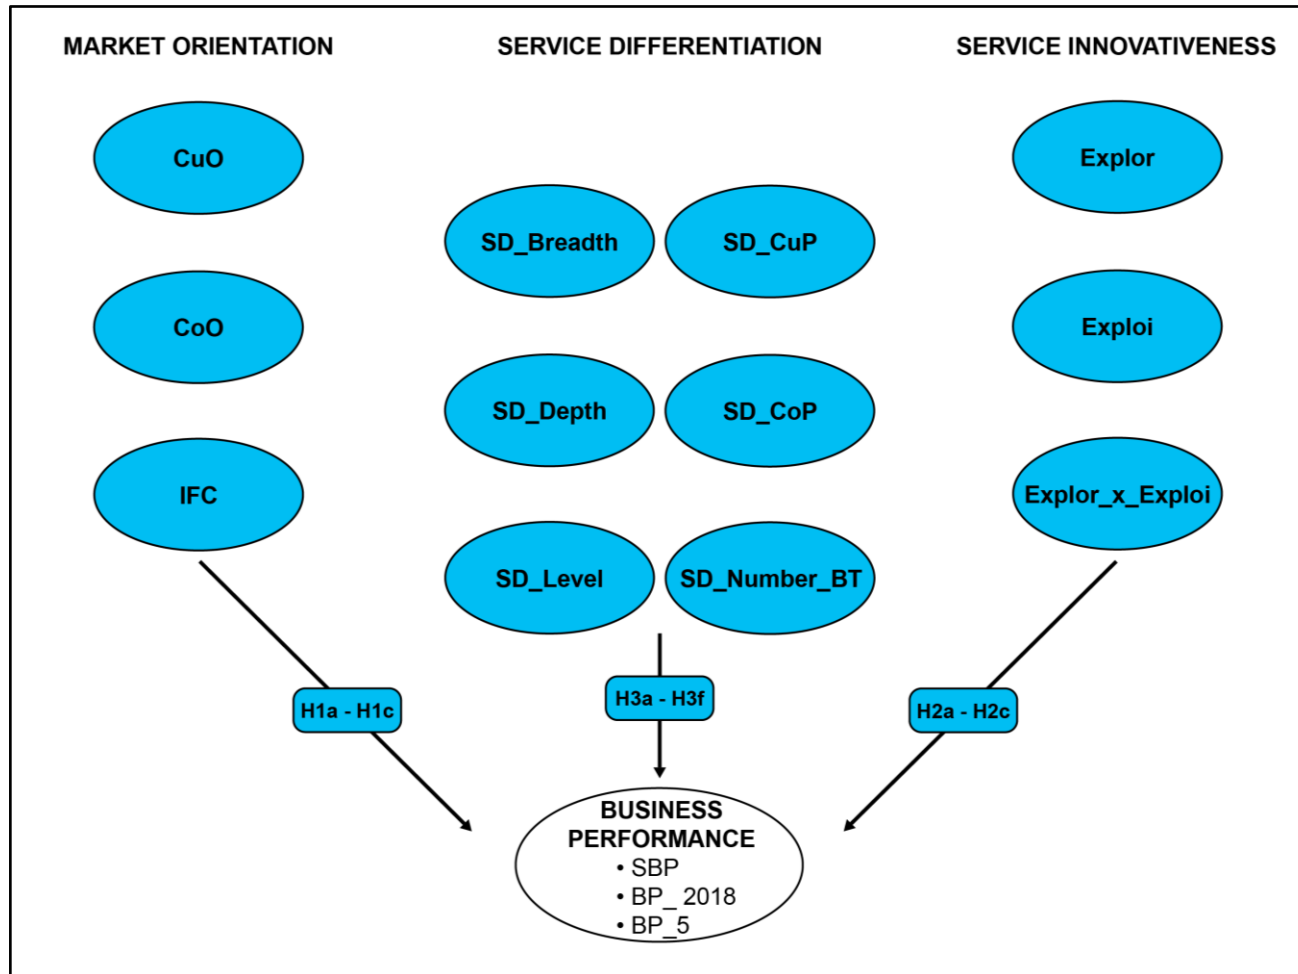 MARKET ORIENTATION
SERVICE DIFFERENTIATION
SERVICE INNOVATIVENESS
CuO
CoO
IFC
SD_Breadth
SD_CuP
SD_Depth
SD_CoP
SD_Level
SD_Number_BT
Explor
Exploi
Explor_x_Exploi
H1a - H1c
H3a - H3f
H2a - H2c
BUSINESS
PERFORMANCE
• SBP
• BP_ 2018
• BP_5